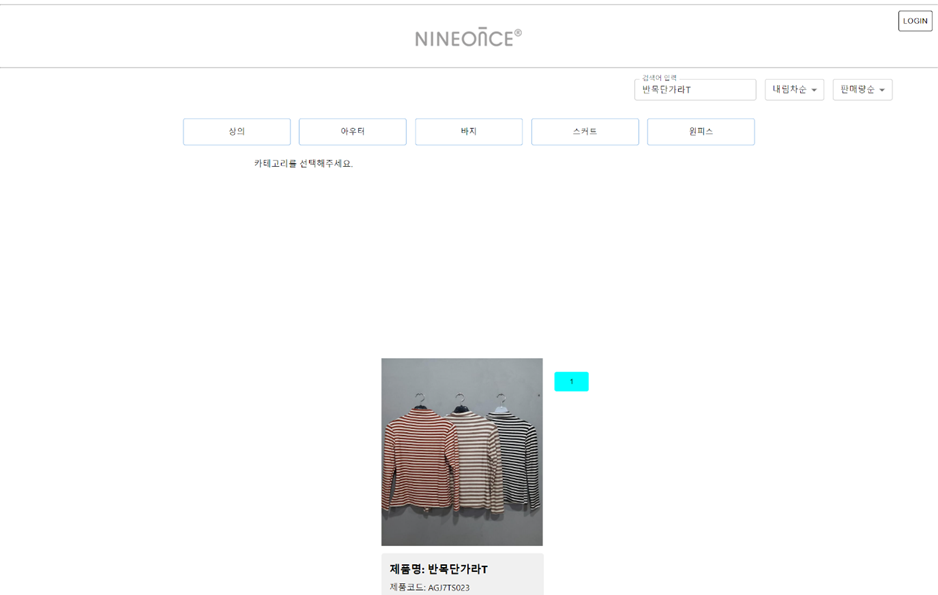 LOGIN
NINEONCE®
검색어 입력
반목단가라T
내림차순
판매량순
상의
아우터
바지
스커트
원피스
카테고리를 선택해주세요.
1
제품명: 반목단가라T
제품코드: AGJ7TS023